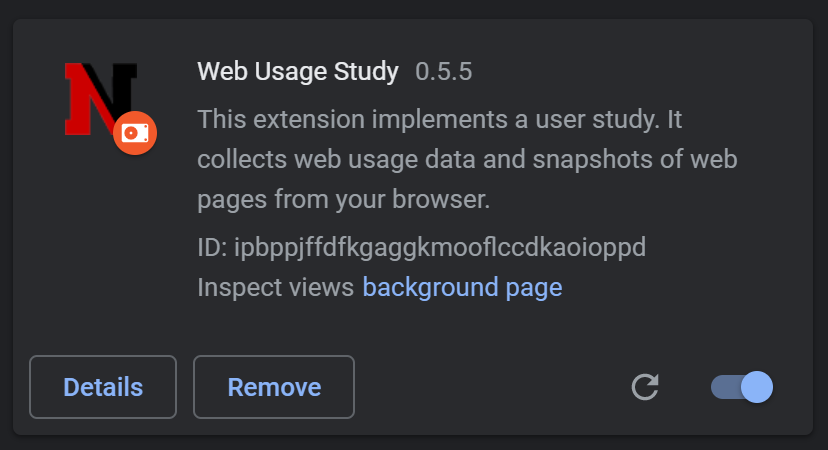 N
Web Usage Study 0.5.5
This extension implements a user study. It
collects web usage data and snapshots of web
pages from your browser.
ID: ipbppjffdfkgaggkmooflccdkaoioppd
Inspect views background page
Details Remove